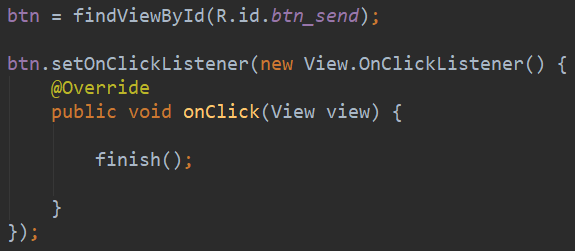 btn = findViewById(R.id.btn_send);
btn.setOnClickListener(new View.OnClickListener() {
@Override
public void onClick(View view) {
finish();
}
});